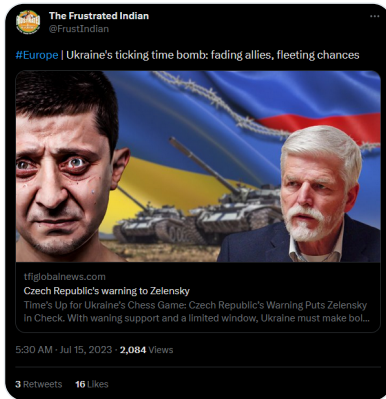 The Frustrated Indian
@FrustIndian
#Europe | Ukraine's ticking time bomb: fading allies, fleeting chances
tfiglobalnews.com
Czech Republic's warning to Zelensky
Time's Up for Ukraine's Chess Game: Czech Republic's Warning Puts Zelensky
in Check. With waning support and a limited window, Ukraine must make bol...
5:30 AM · Jul 15, 2023 · 2,084 Views
3 Retweets 16 Likes